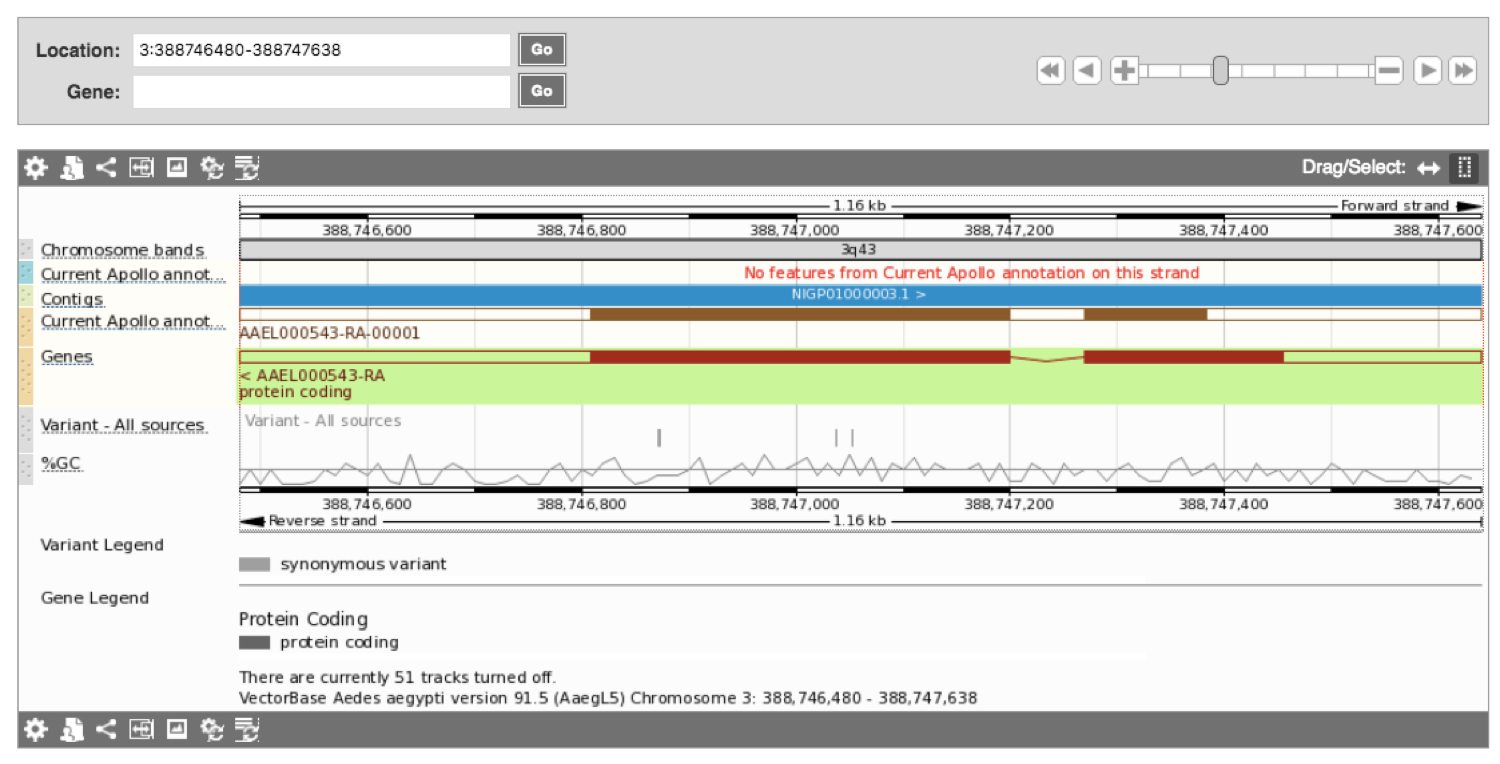 Location: 3:388746480-388747638 Go
Gene: Go
Drag/Select:
1.16 kb Forward strand
388,746,600 388,746,800 388,747,000 388,747,200 388,747,400 388,747,600
Chromosome bands 3q43
Current Apollo annot... No features from Current Apollo annotation on this strand
Contigs NIGP01000003.1 >
Current Apollo annot...
AAEL000543-RA-00001
Genes
< AAEL000543-RA
protein coding
Variant - All sources Variant - All sources
%GC
388,746,600 388,746,800 388,747,000 388,747,200 388,747,400 388,747,600
Reverse strand 1.16 kb
Variant Legend
synonymous variant
Gene Legend
Protein Coding
protein coding
There are currently 51 tracks turned off.
VectorBase Aedes aegypti version 91.5 (AaegL5) Chromosome 3: 388,746,480 - 388,747,638